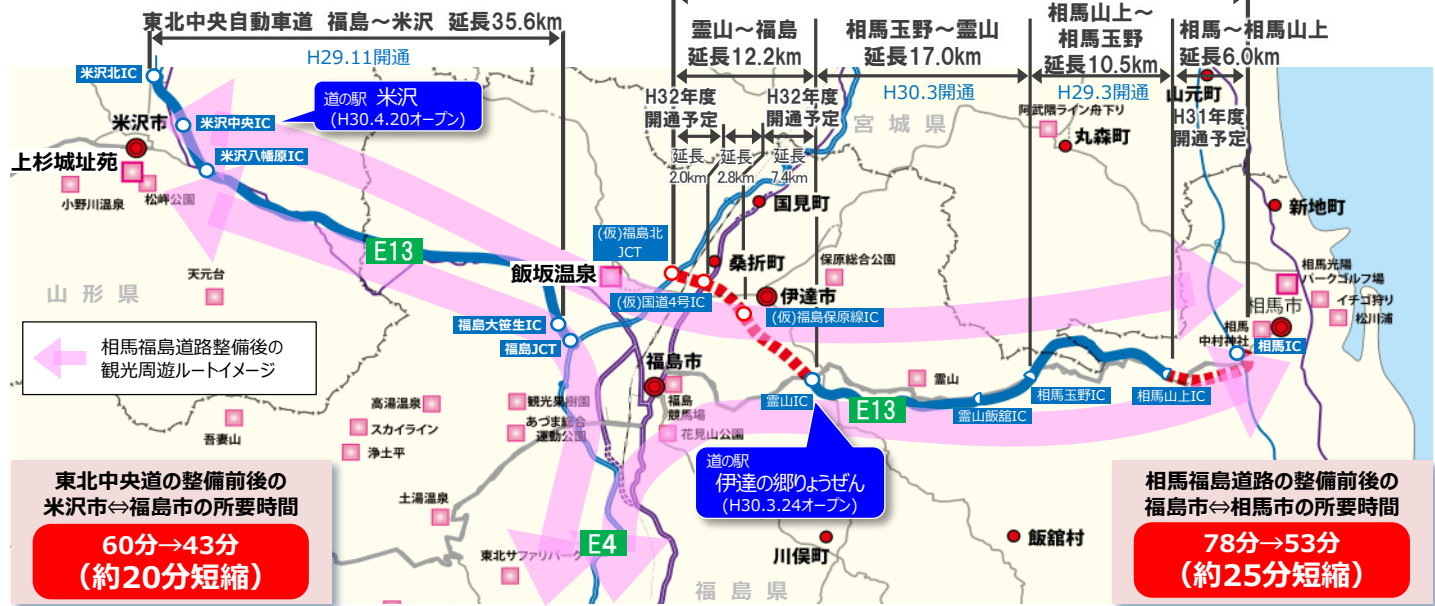 東北中央自動車道 福島～米沢 延長35.6km
H29.11開通
霊山～福島
延長12.2km
相馬玉野～霊山
延長17.0km
H30.3開通
相馬山上～
相馬玉野
延長10.5km
H29.3開通
相馬～相馬山上
延長6.0km
H31年度
開通予定
H32年度
開通予定
H32年度
開通予定
延長
2.0km
延長
2.8km
延長
7.4km
米沢北IC
米沢市
米沢中央IC
道の駅 米沢
(H30.4.20オープン)
上杉城址苑
米沢八幡原IC
小野川温泉
松岬公園
宮城県
阿武隈ライン舟下り
丸森町
山元町
新地町
国見町
(仮)福島北
JCT
E13
飯坂温泉
桑折町
保原総合公園
天元台
山形県
(仮)国道4号IC
伊達市
(仮)福島保原線IC
相馬光陽
パークゴルフ場
イチゴ狩り
松川浦
相馬市
相馬
中村神社
相馬IC
福島大笹生IC
福島JCT
相馬福島道路整備後の
観光周遊ルートイメージ
福島市
福島
競馬場
花見山公園
霊山IC
霊山
E13
霊山飯舘IC
相馬玉野IC
相馬山上IC
高湯温泉
スカイライン
浄土平
吾妻山
観光果樹園
あづま総合
運動公園
道の駅
伊達の郷りょうぜん
(H30.3.24オープン)
土湯温泉
東北サファリパーク
E4
川俣町
飯舘村
福島県
東北中央道の整備前後の
米沢市⇔福島市の所要時間
60分→43分
（約20分短縮）
相馬福島道路の整備前後の
福島市⇔相馬市の所要時間
78分→53分
（約25分短縮）